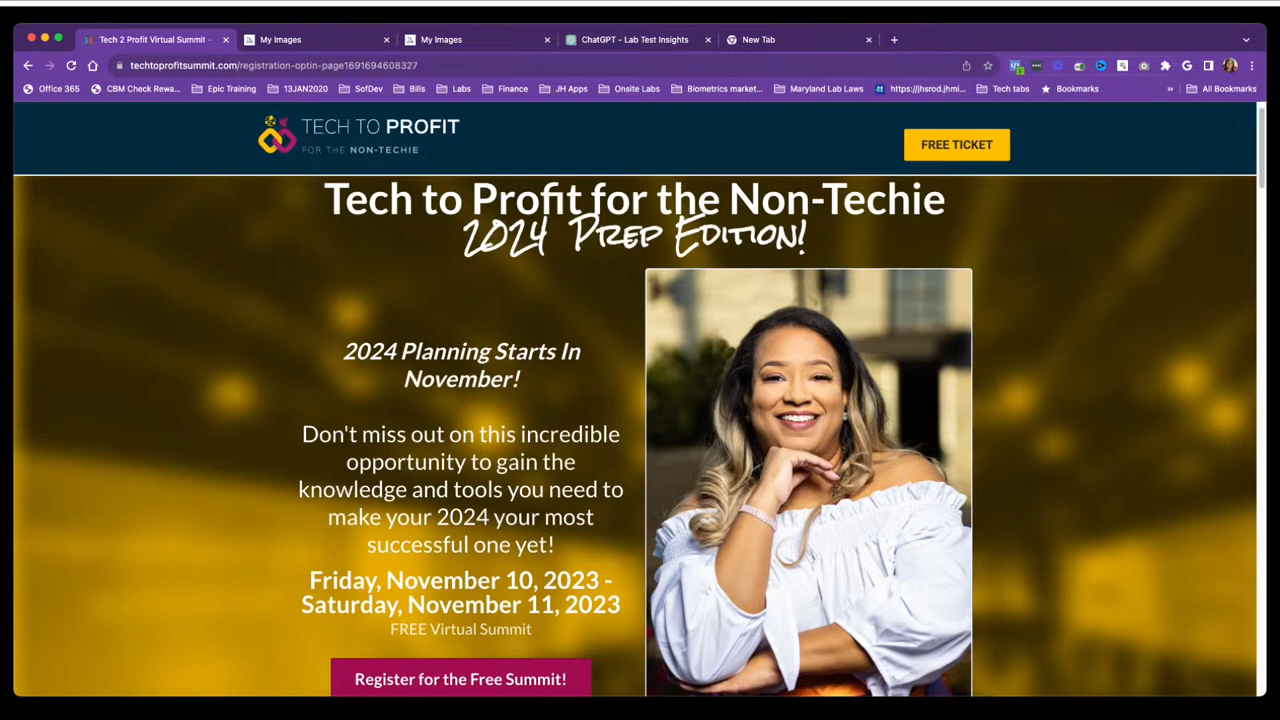 Tech 2 Profit Virtual Summit -
My Images
My Images
ChatGPT - Lab Test Insights
New Tab
techtoprofitsummit.com/registration-optin-page1691694608327
Office 365
CBM Check Rewa...
Epic Training
13JAN2020
SofDev
Bills
Labs
Finance
JH Apps
Onsite Labs
Biometrics market...
Maryland Lab Laws
https://jhsrod.jhmi...
Tech tabs
Bookmarks
»
All Bookmarks
TECH TO PROFIT
FOR THE NON-TECHIE
FREE TICKET
Tech to Profit for the Non-Techie
2024 Prep Edition!
2024 Planning Starts In
November!
Don't miss out on this incredible
opportunity to gain the
knowledge and tools you need to
make your 2024 your most
successful one yet!
Friday, November 10, 2023 -
Saturday, November 11, 2023
FREE Virtual Summit
Register for the Free Summit!